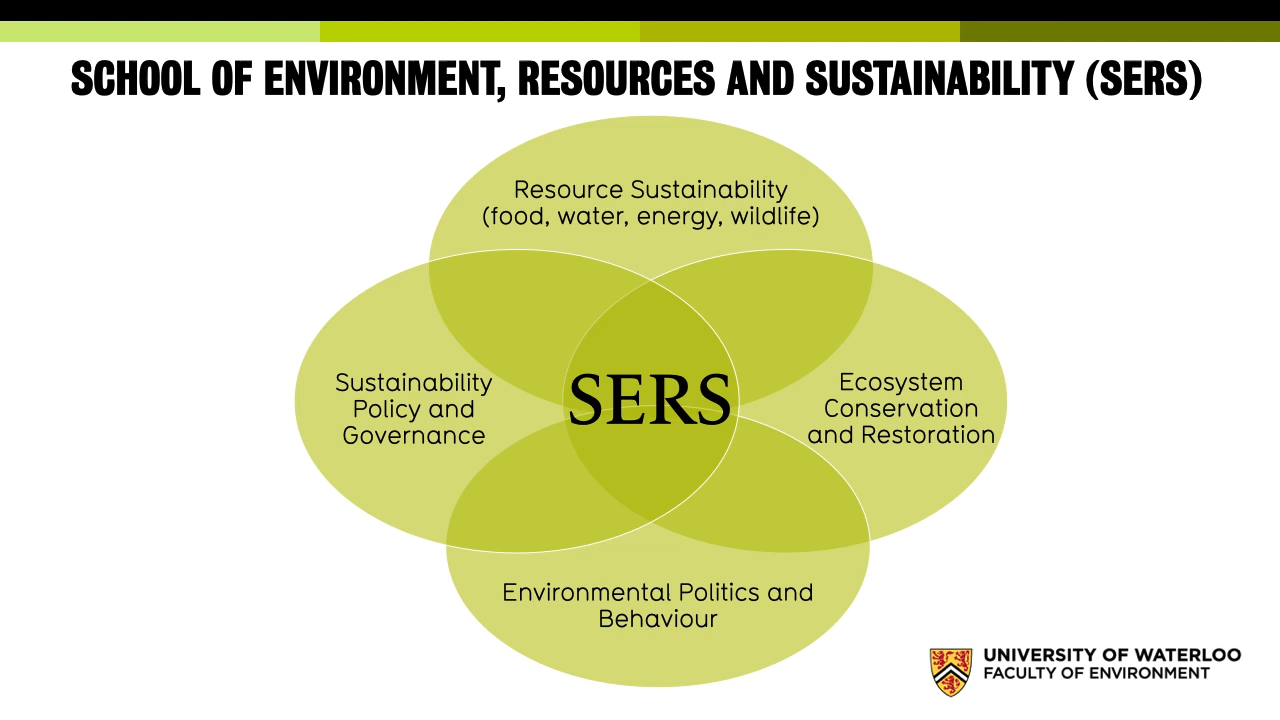 SCHOOL OF ENVIRONMENT, RESOURCES AND SUSTAINABILITY (SERS)
Resource Sustainability
(food, water, energy, wildlife)
Sustainability
Policy and
Governance
SERS
Ecosystem
Conservation
and Restoration
Environmental Politics and
Behaviour
UNIVERSITY OF WATERLOO
FACULTY OF ENVIRONMENT